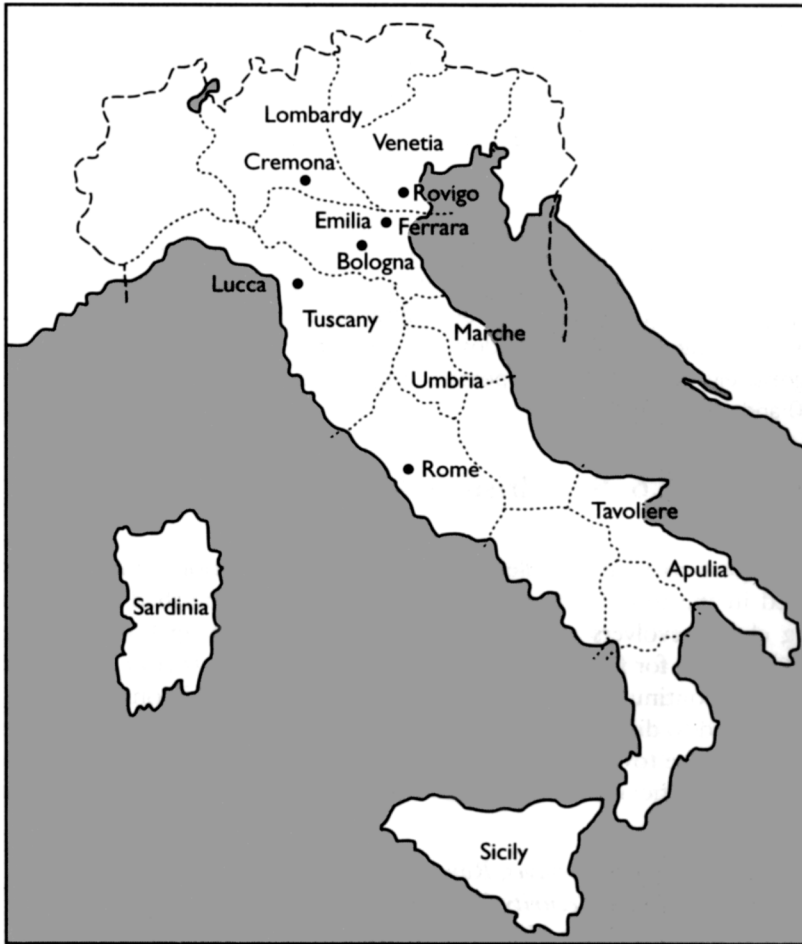 Lombardy
Venetia
Cremona
Rovigo
Emilia
Ferrara
Bologna
Lucca
Tuscany
Marche
Umbria
Rome
Tavoliere
Apulia
Sardinia
Sicily